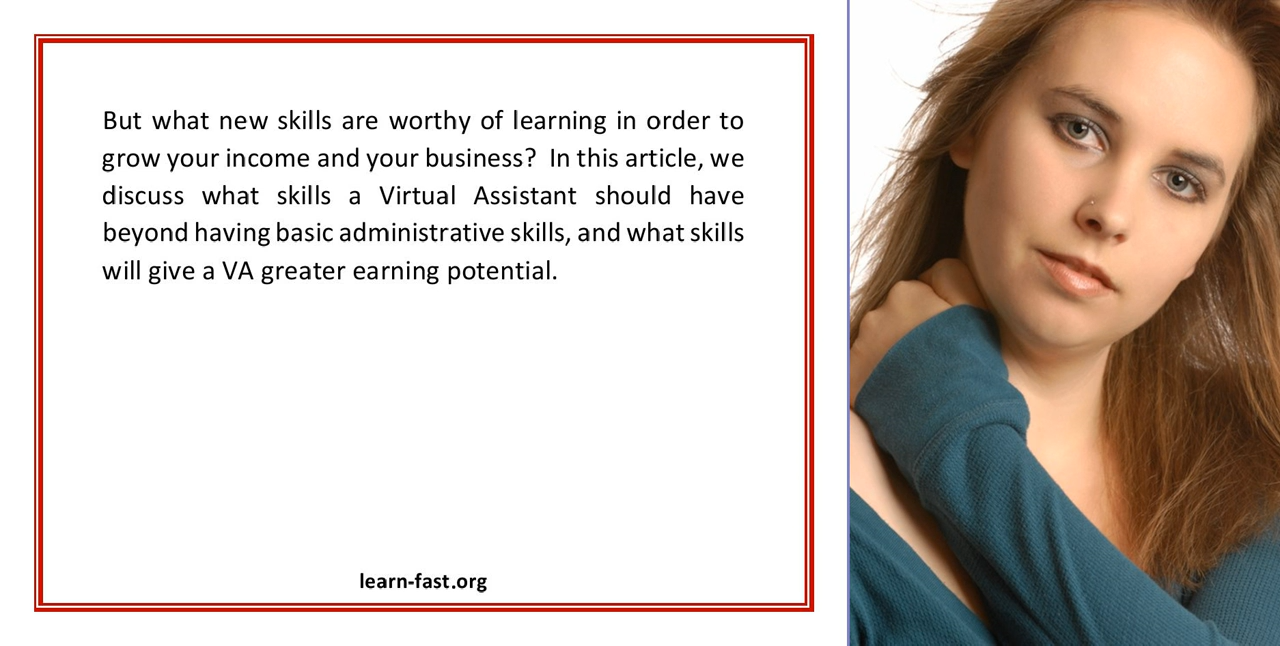 But what new skills are worthy of learning in order to
grow your income and your business?  In this article, we
discuss what skills a Virtual Assistant should have
beyond having basic administrative skills, and what skills
will give a VA greater earning potential.
learn-fast.org